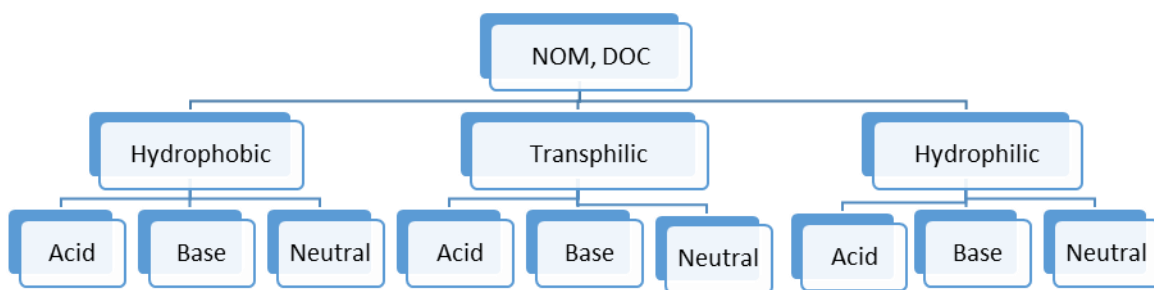 NOM, DOC
Hydrophobic
Transphilic
Hydrophilic
Acid
Base
Neutral
Acid
Base
Neutral
Acid
Base
Neutral